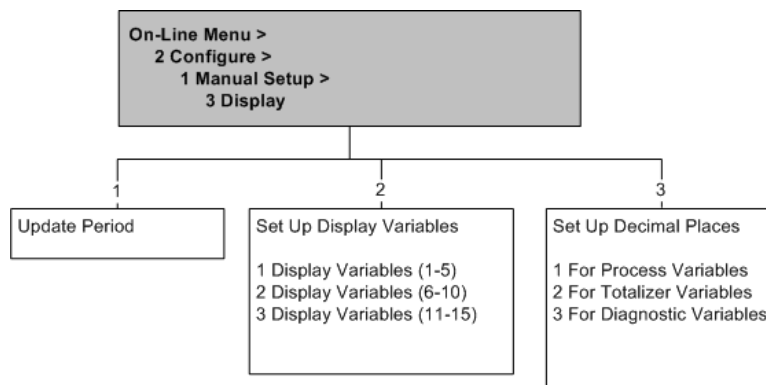 On-Line Menu >
2 Configure >
1 Manual Setup >
3 Display
1
2
3
Update Period
Set Up Display Variables
1 Display Variables (1-5)
2 Display Variables (6-10)
3 Display Variables (11-15)
Set Up Decimal Places
1 For Process Variables
2 For Totalizer Variables
3 For Diagnostic Variables